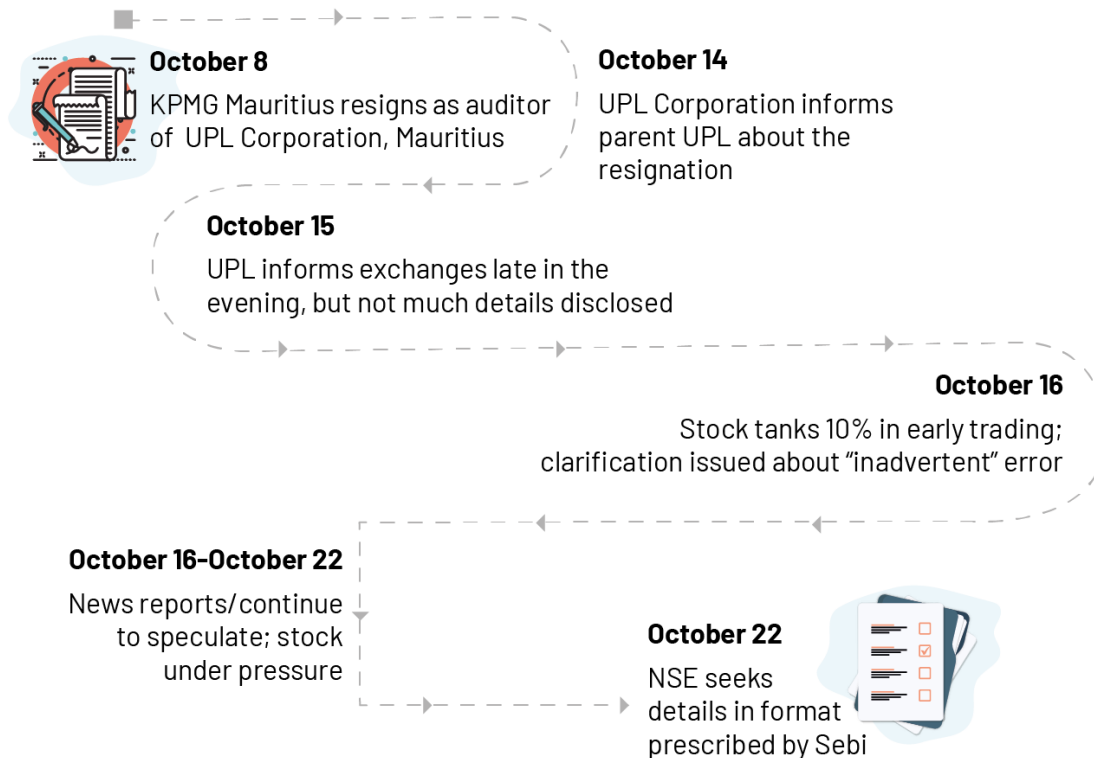 October 8
KPMG Mauritius resigns as auditor
of UPL Corporation, Mauritius
October 14
UPL Corporation informs
parent UPL about the
resignation
October 15
UPL informs exchanges late in the
evening, but not much details disclosed
October 16
Stock tanks 10% in early trading;
clarification issued about “inadvertent” error
October 16-October 22
News reports/continue
to speculate; stock
under pressure
October 22
NSE seeks
details in format
prescribed by Sebi